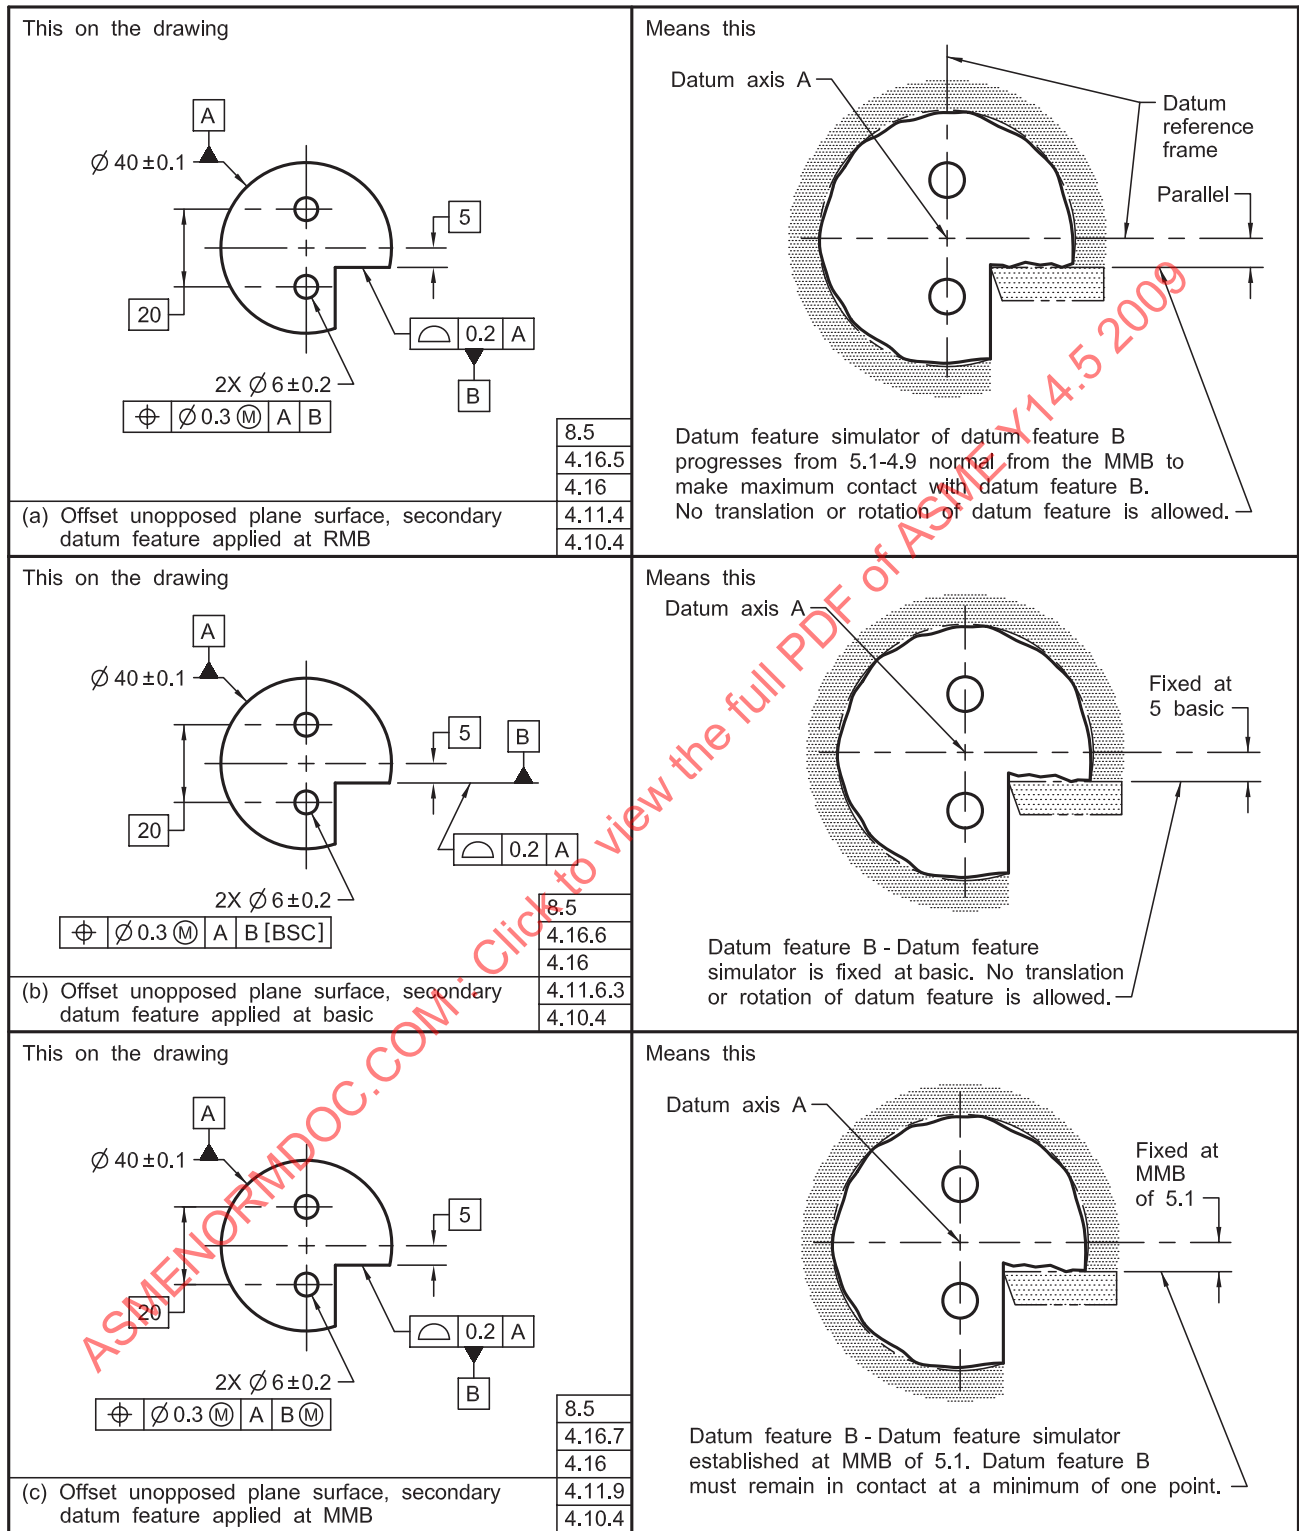 This on the drawing
A
Ø 40 ±0.1
5
20
⌓ 0.2 A
B
2X Ø 6 ±0.2
⌖ Ø 0.3 Ⓜ A B
8.5
4.16.5
4.16
4.11.4
4.10.4
(a) Offset unopposed plane surface, secondary
datum feature applied at RMB
Means this
Datum axis A
Datum
reference
frame
Parallel
Datum feature simulator of datum feature B
progresses from 5.1-4.9 normal from the MMB to
make maximum contact with datum feature B.
No translation or rotation of datum feature is allowed.
This on the drawing
A
Ø 40 ±0.1
5
B
20
⌓ 0.2 A
2X Ø 6 ±0.2
⌖ Ø 0.3 Ⓜ A B [BSC]
8.5
4.16.6
4.16
4.11.6.3
4.10.4
(b) Offset unopposed plane surface, secondary
datum feature applied at basic
Means this
Datum axis A
Fixed at
5 basic
Datum feature B - Datum feature
simulator is fixed at basic. No translation
or rotation of datum feature is allowed.
This on the drawing
A
Ø 40 ±0.1
5
20
⌓ 0.2 A
B
2X Ø 6 ±0.2
⌖ Ø 0.3 Ⓜ A B Ⓜ
8.5
4.16.7
4.16
4.11.9
4.10.4
(c) Offset unopposed plane surface, secondary
datum feature applied at MMB
Means this
Datum axis A
Fixed at
MMB
of 5.1
Datum feature B - Datum feature simulator
established at MMB of 5.1. Datum feature B
must remain in contact at a minimum of one point.
ASMENORMDOC.COM : Click to view the full PDF of ASME Y14.5 2009